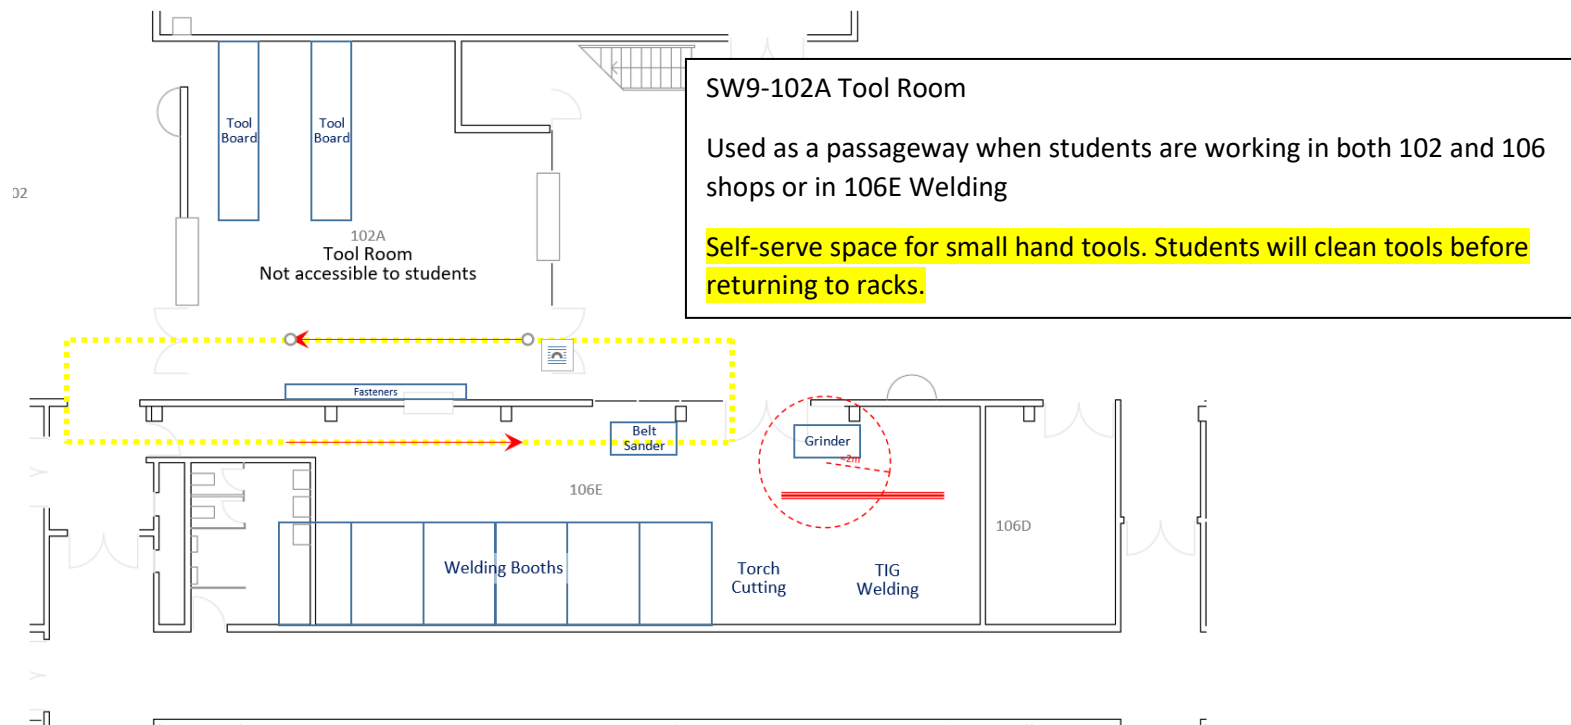 SW9-102A Tool Room
Used as a passageway when students are working in both 102 and 106
shops or in 106E Welding
Self-serve space for small hand tools. Students will clean tools before
returning to racks.
Tool
Board
Tool
Board
02
102A
Tool Room
Not accessible to students
Fasteners
Belt
Sander
Grinder
~2m
106E
106D
Welding Booths
Torch
Cutting
TIG
Welding